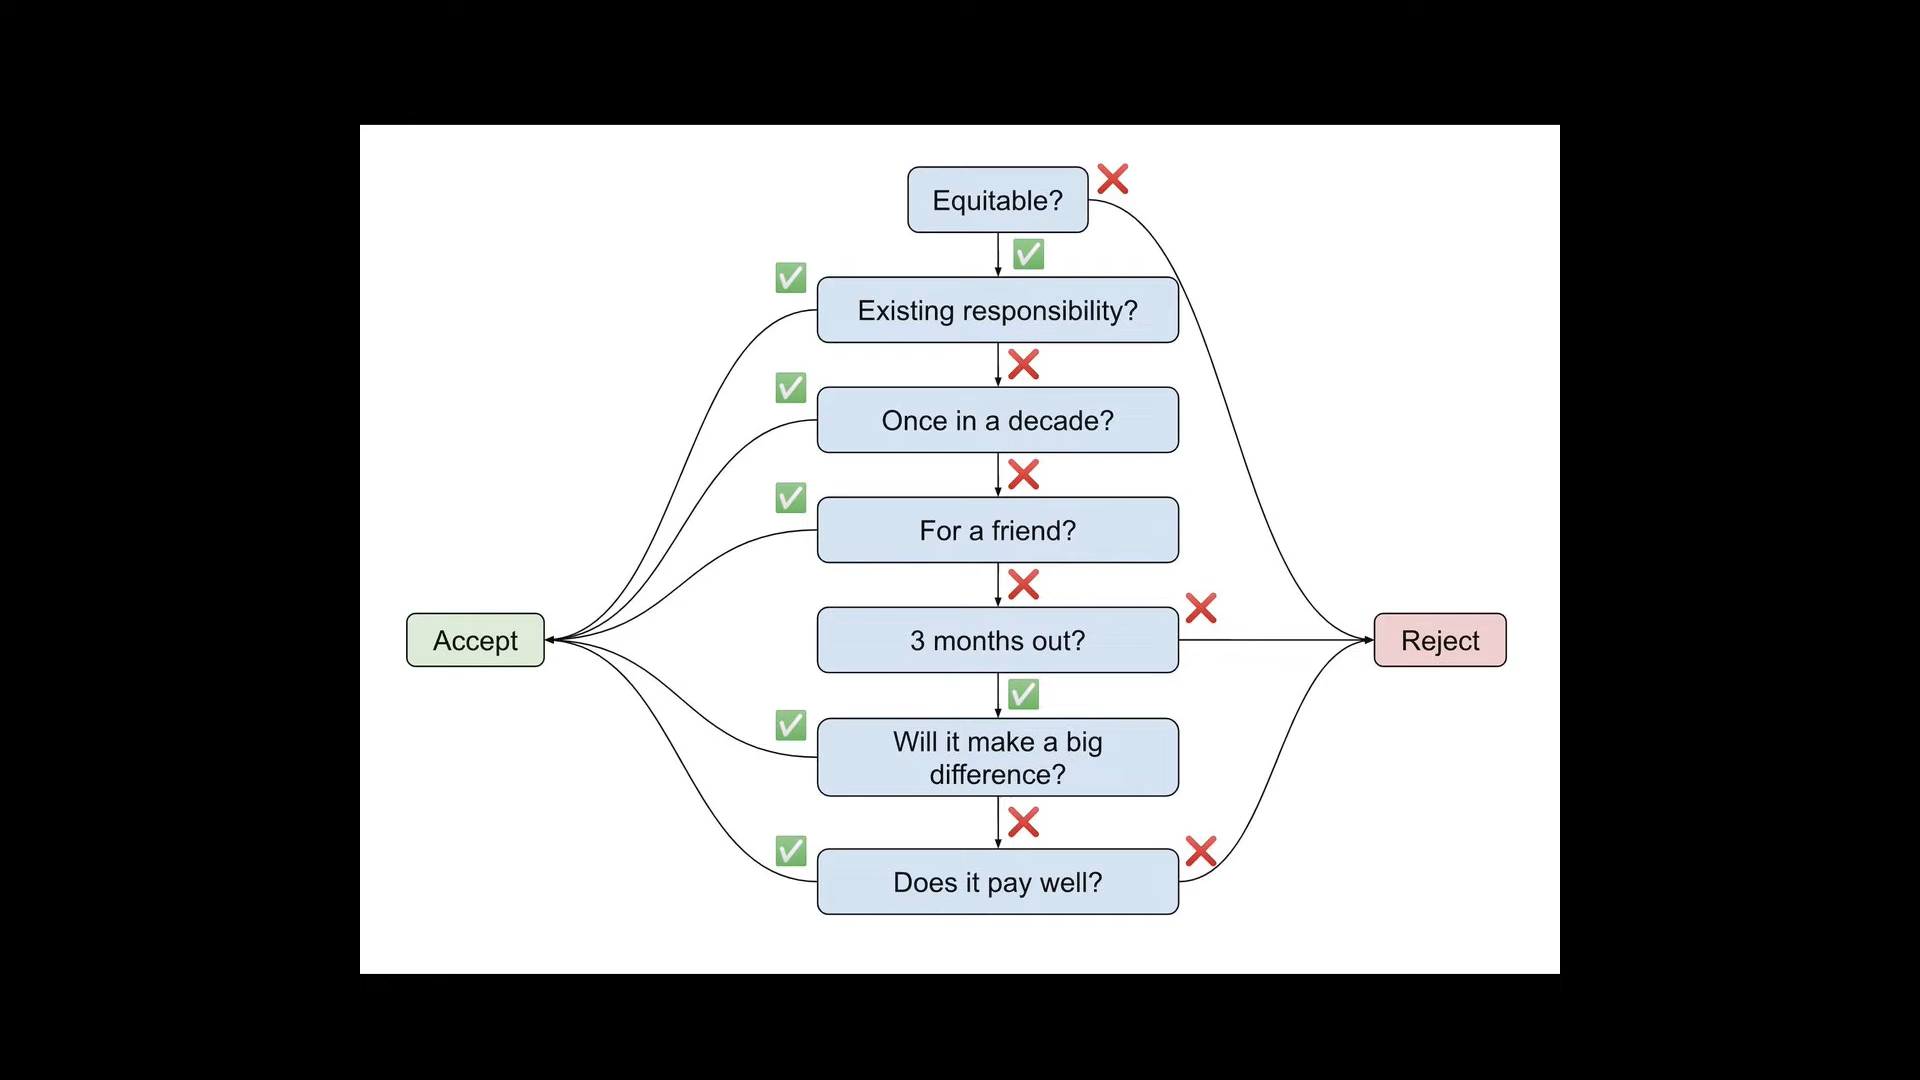 Equitable?
Existing responsibility?
Once in a decade?
For a friend?
Accept
3 months out?
Reject
Will it make a big
difference?
Does it pay well?